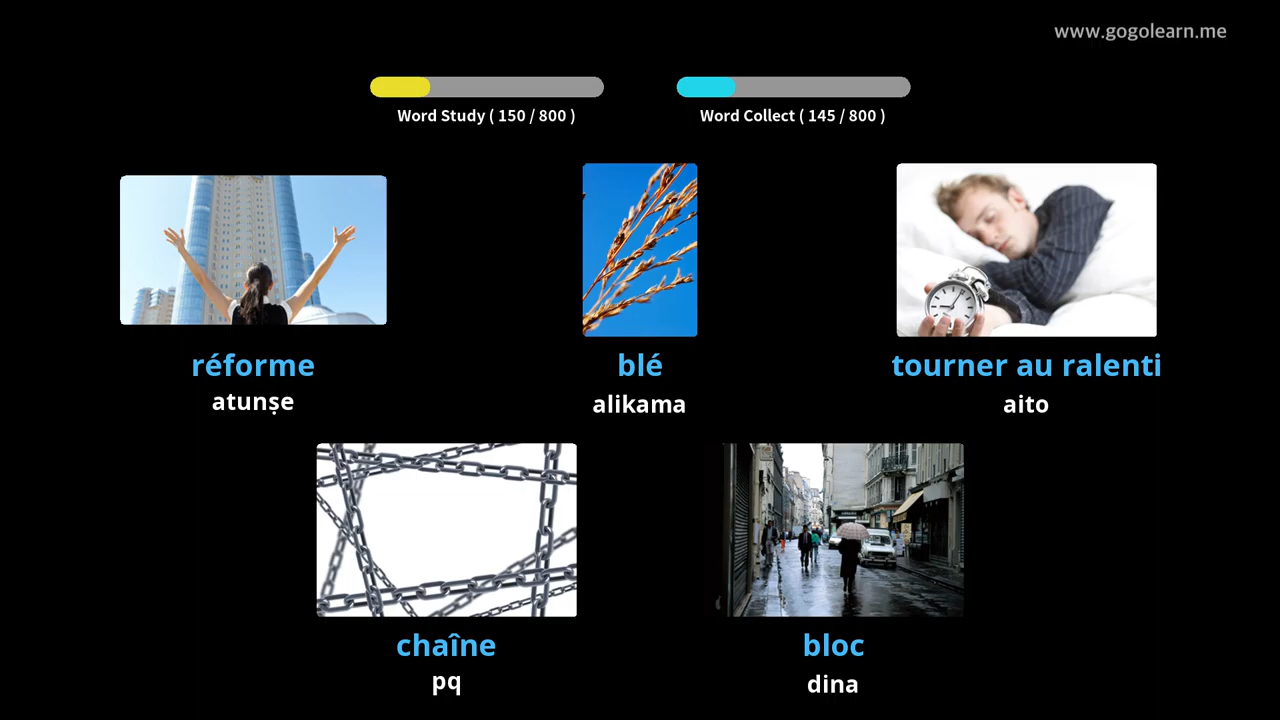 www.gogolearn.me
Word Study ( 150 / 800 )
Word Collect ( 145 / 800 )
réforme
atunṣe
blé
alikama
tourner au ralenti
aito
chaîne
pq
bloc
dina